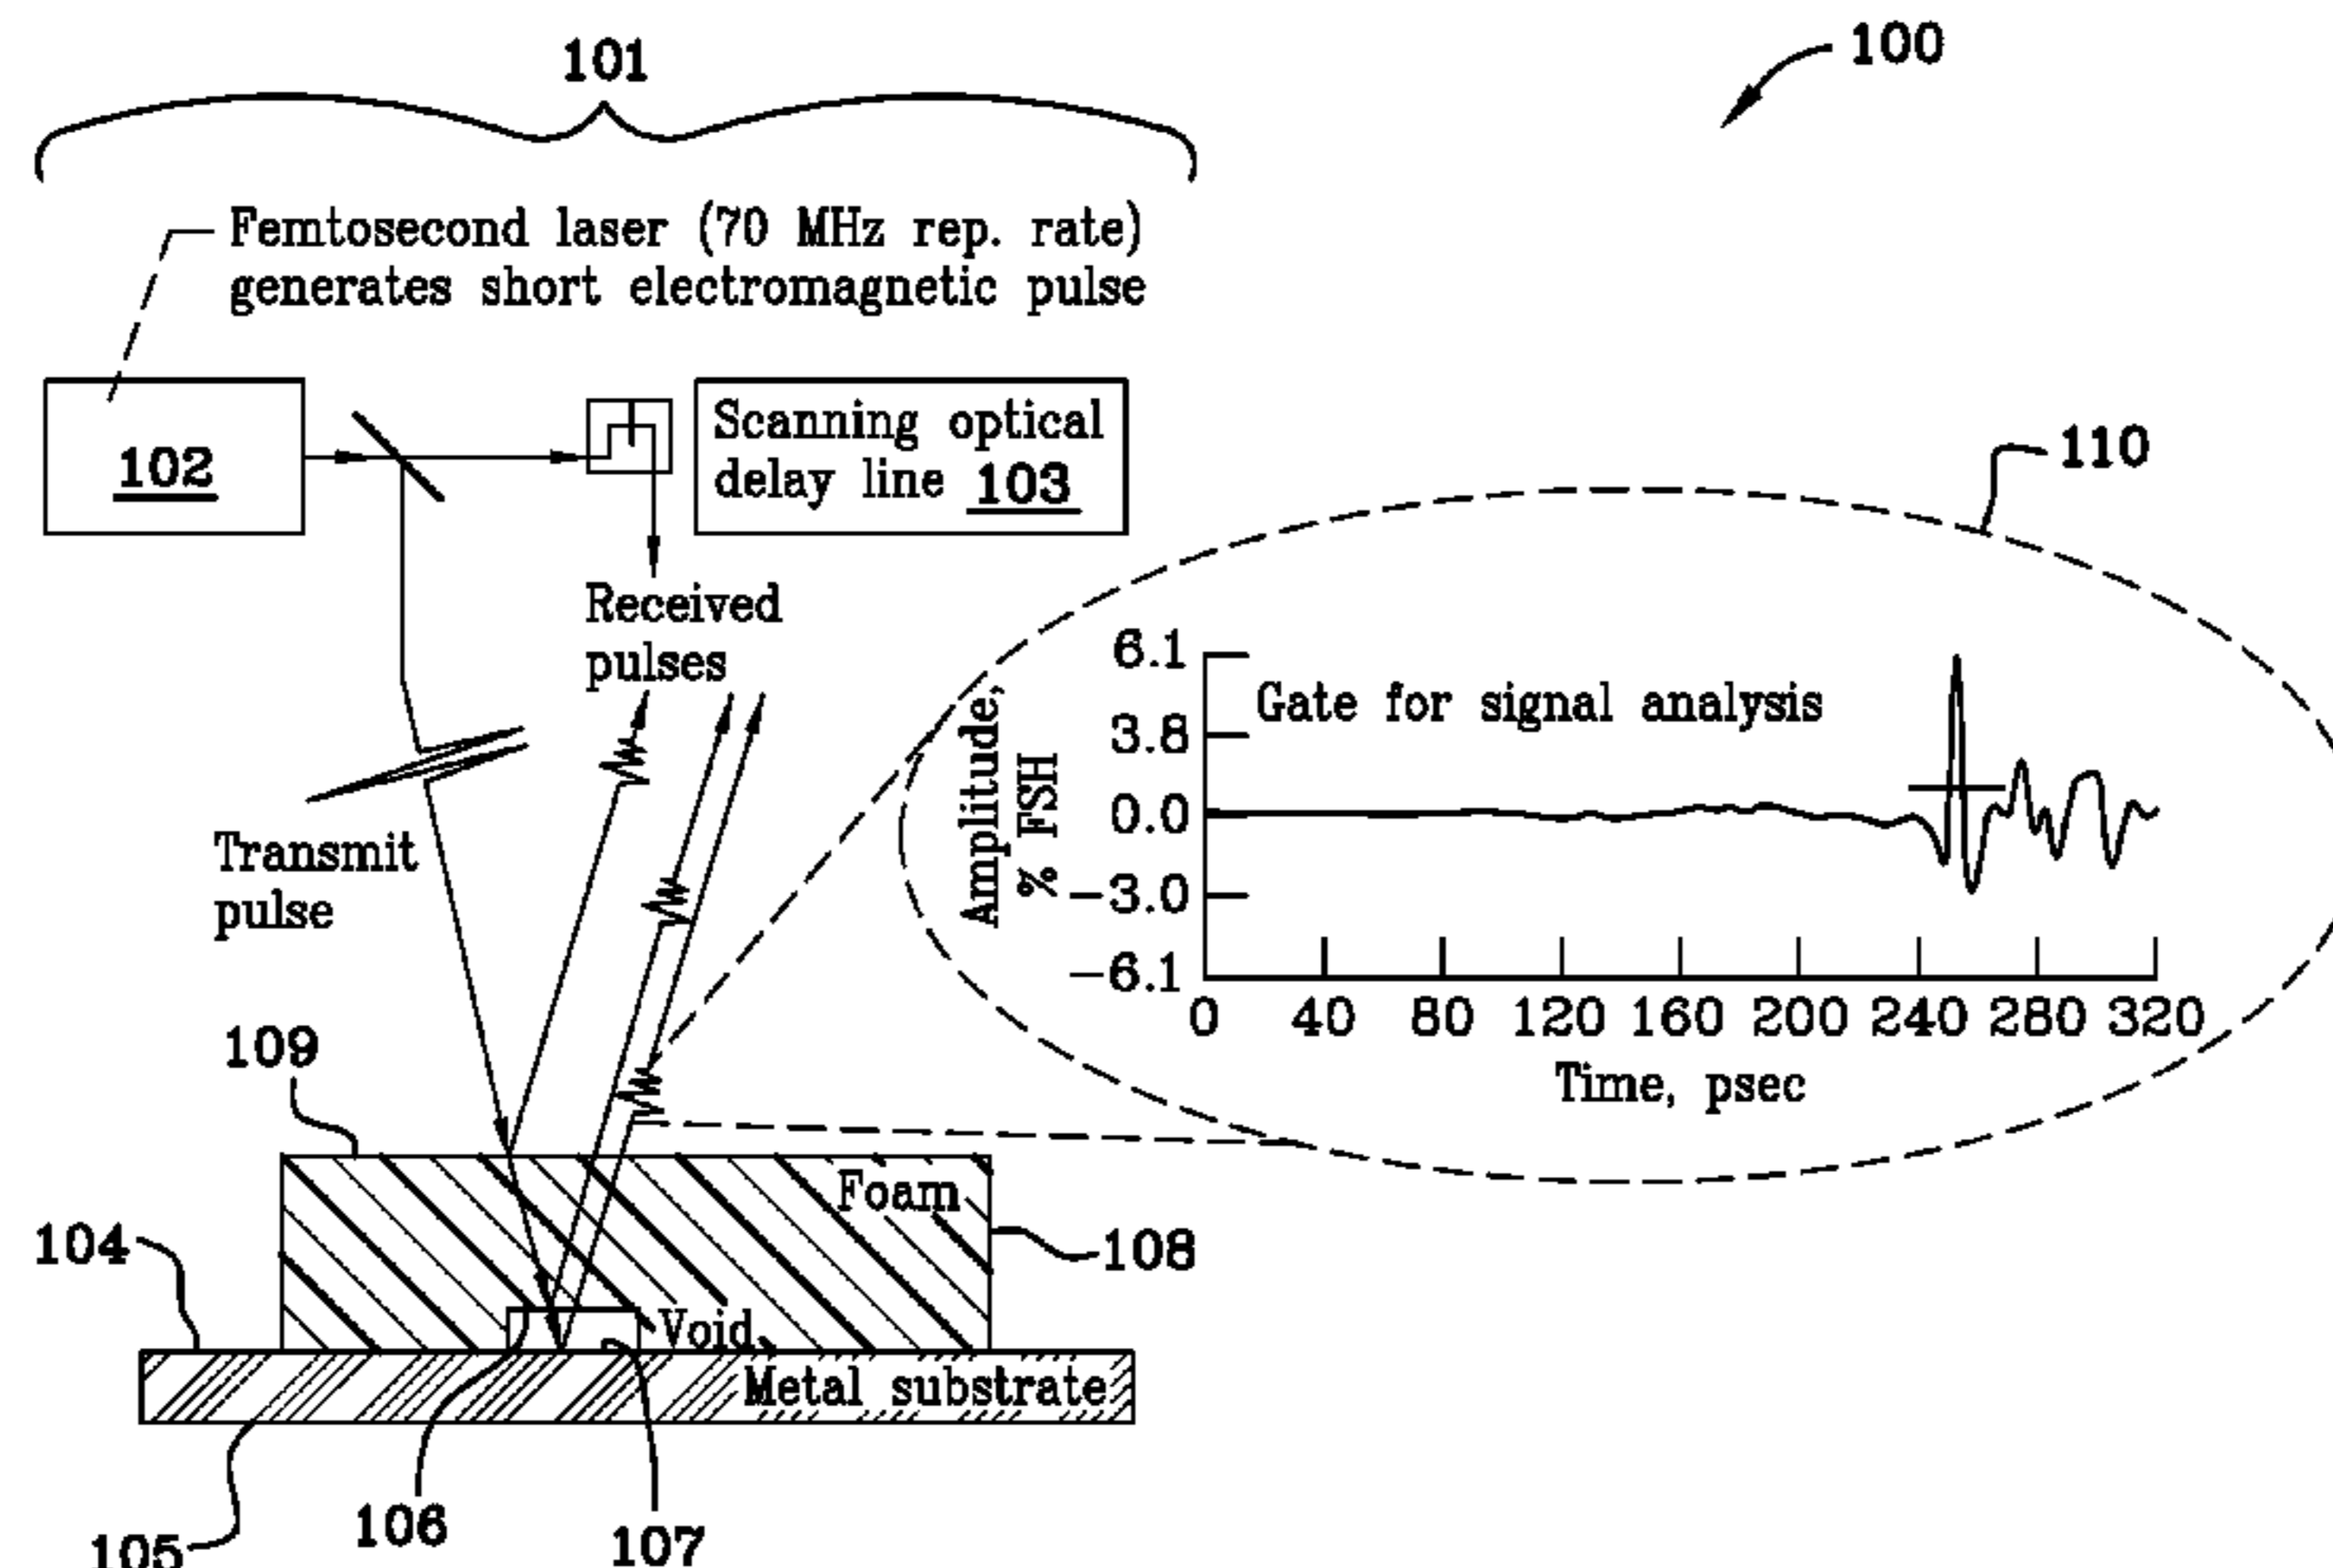 101
100
Femtosecond laser (70 MHz rep. rate)
generates short electromagnetic pulse
102
Scanning optical
delay line 103
110
Received
pulses
Transmit
pulse
Amplitude,
% FSH
6.1
3.8
0.0
-3.0
-6.1
Gate for signal analysis
0 40 80 120 160 200 240 280 320
Time, psec
109
Foam
104
108
Void
Metal substrate
106
107
105